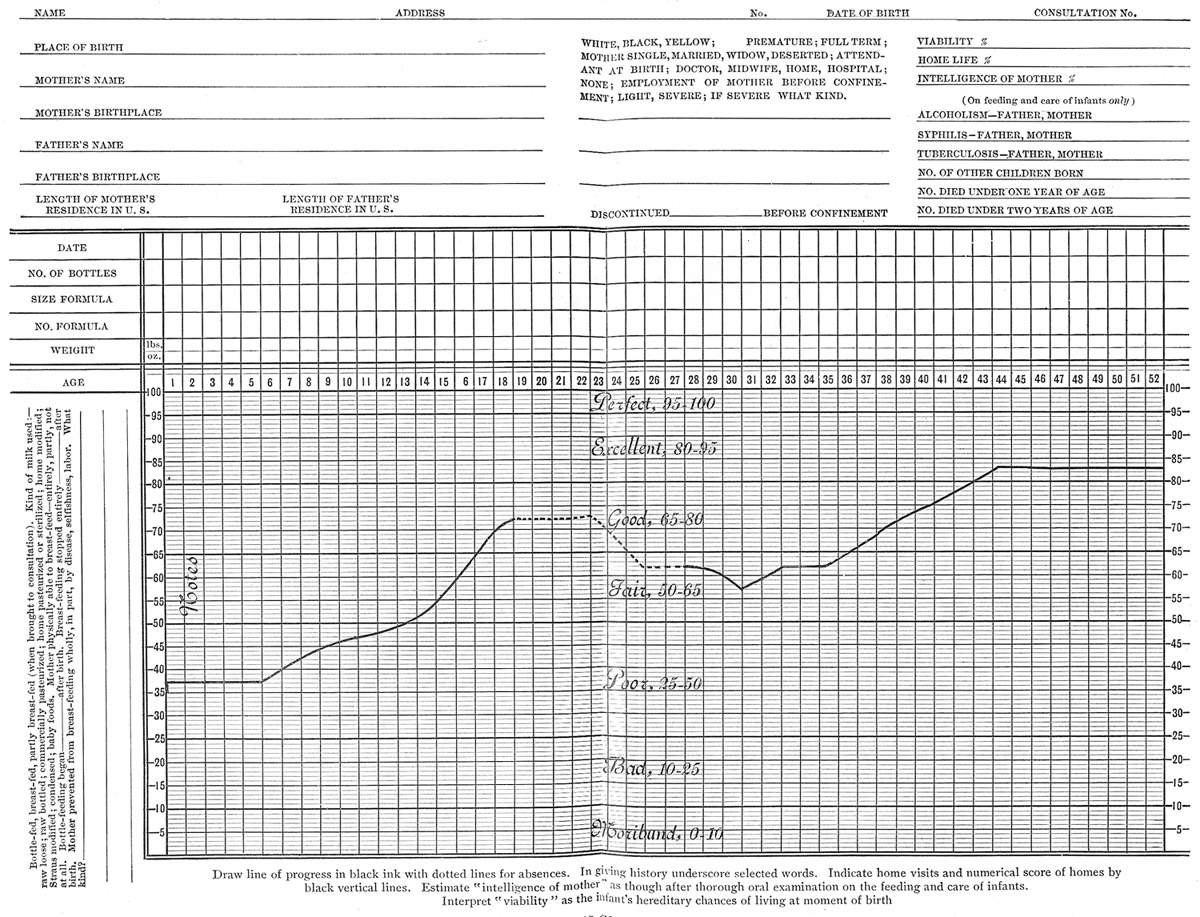 NAME ADDRESS No. DATE OF BIRTH CONSULTATION No.
PLACE OF BIRTH
MOTHER'S NAME
MOTHER'S BIRTHPLACE
FATHER'S NAME
FATHER'S BIRTHPLACE
LENGTH OF MOTHER'S RESIDENCE IN U. S.
LENGTH OF FATHER'S RESIDENCE IN U. S.
WHITE, BLACK, YELLOW; PREMATURE; FULL TERM;
MOTHER SINGLE, MARRIED, WIDOW, DESERTED; ATTEND-
ANT AT BIRTH; DOCTOR, MIDWIFE, HOME, HOSPITAL;
NONE; EMPLOYMENT OF MOTHER BEFORE CONFINE-
MENT; LIGHT, SEVERE; IF SEVERE WHAT KIND.
DISCONTINUED BEFORE CONFINEMENT
VIABILITY %
HOME LIFE %
INTELLIGENCE OF MOTHER %
(On feeding and care of infants only)
ALCOHOLISM—FATHER, MOTHER
SYPHILIS—FATHER, MOTHER
TUBERCULOSIS—FATHER, MOTHER
NO. OF OTHER CHILDREN BORN
NO. DIED UNDER ONE YEAR OF AGE
NO. DIED UNDER TWO YEARS OF AGE
DATE
NO. OF BOTTLES
SIZE FORMULA
NO. FORMULA
WEIGHT lbs.
oz.
AGE 1 2 3 4 5 6 7 8 9 10 11 12 13 14 15 6 17 18 19 20 21 22 23 24 25 26 27 28 29 30 31 32 33 34 35 36 37 38 39 40 41 42 43 44 45 46 47 48 49 50 51 52
100 100
95 Perfect, 95-100 95
90 90
85 Excellent, 80-95 85
80 80
75 75
70 Good, 65-80 70
65 65
60 60
55 Fair, 50-65 55
50 50
45 45
40 40
35 Poor, 25-50 35
30 30
25 25
20 Bad, 10-25 20
15 15
10 10
5 Moribund, 0-10 5
Notes
Bottle-fed, breast-fed, partly breast-fed (when brought to consultation). Kind of milk used:—
raw loose; raw bottled; commercially pasteurized; home pasteurized or sterilized; home modified;
Straus modified; condensed; baby foods. Mother physically able to breast-feed—entirely, partly, not
at all. Bottle-feeding began after birth. Breast-feeding stopped entirely after
birth. Mother prevented from breast-feeding wholly, in part, by disease, selfishness, labor. What
kind?
Draw line of progress in black ink with dotted lines for absences. In giving history underscore selected words. Indicate home visits and numerical score of homes by
black vertical lines. Estimate "intelligence of mother" as though after thorough oral examination on the feeding and care of infants.
Interpret "viability" as the infant's hereditary chances of living at moment of birth